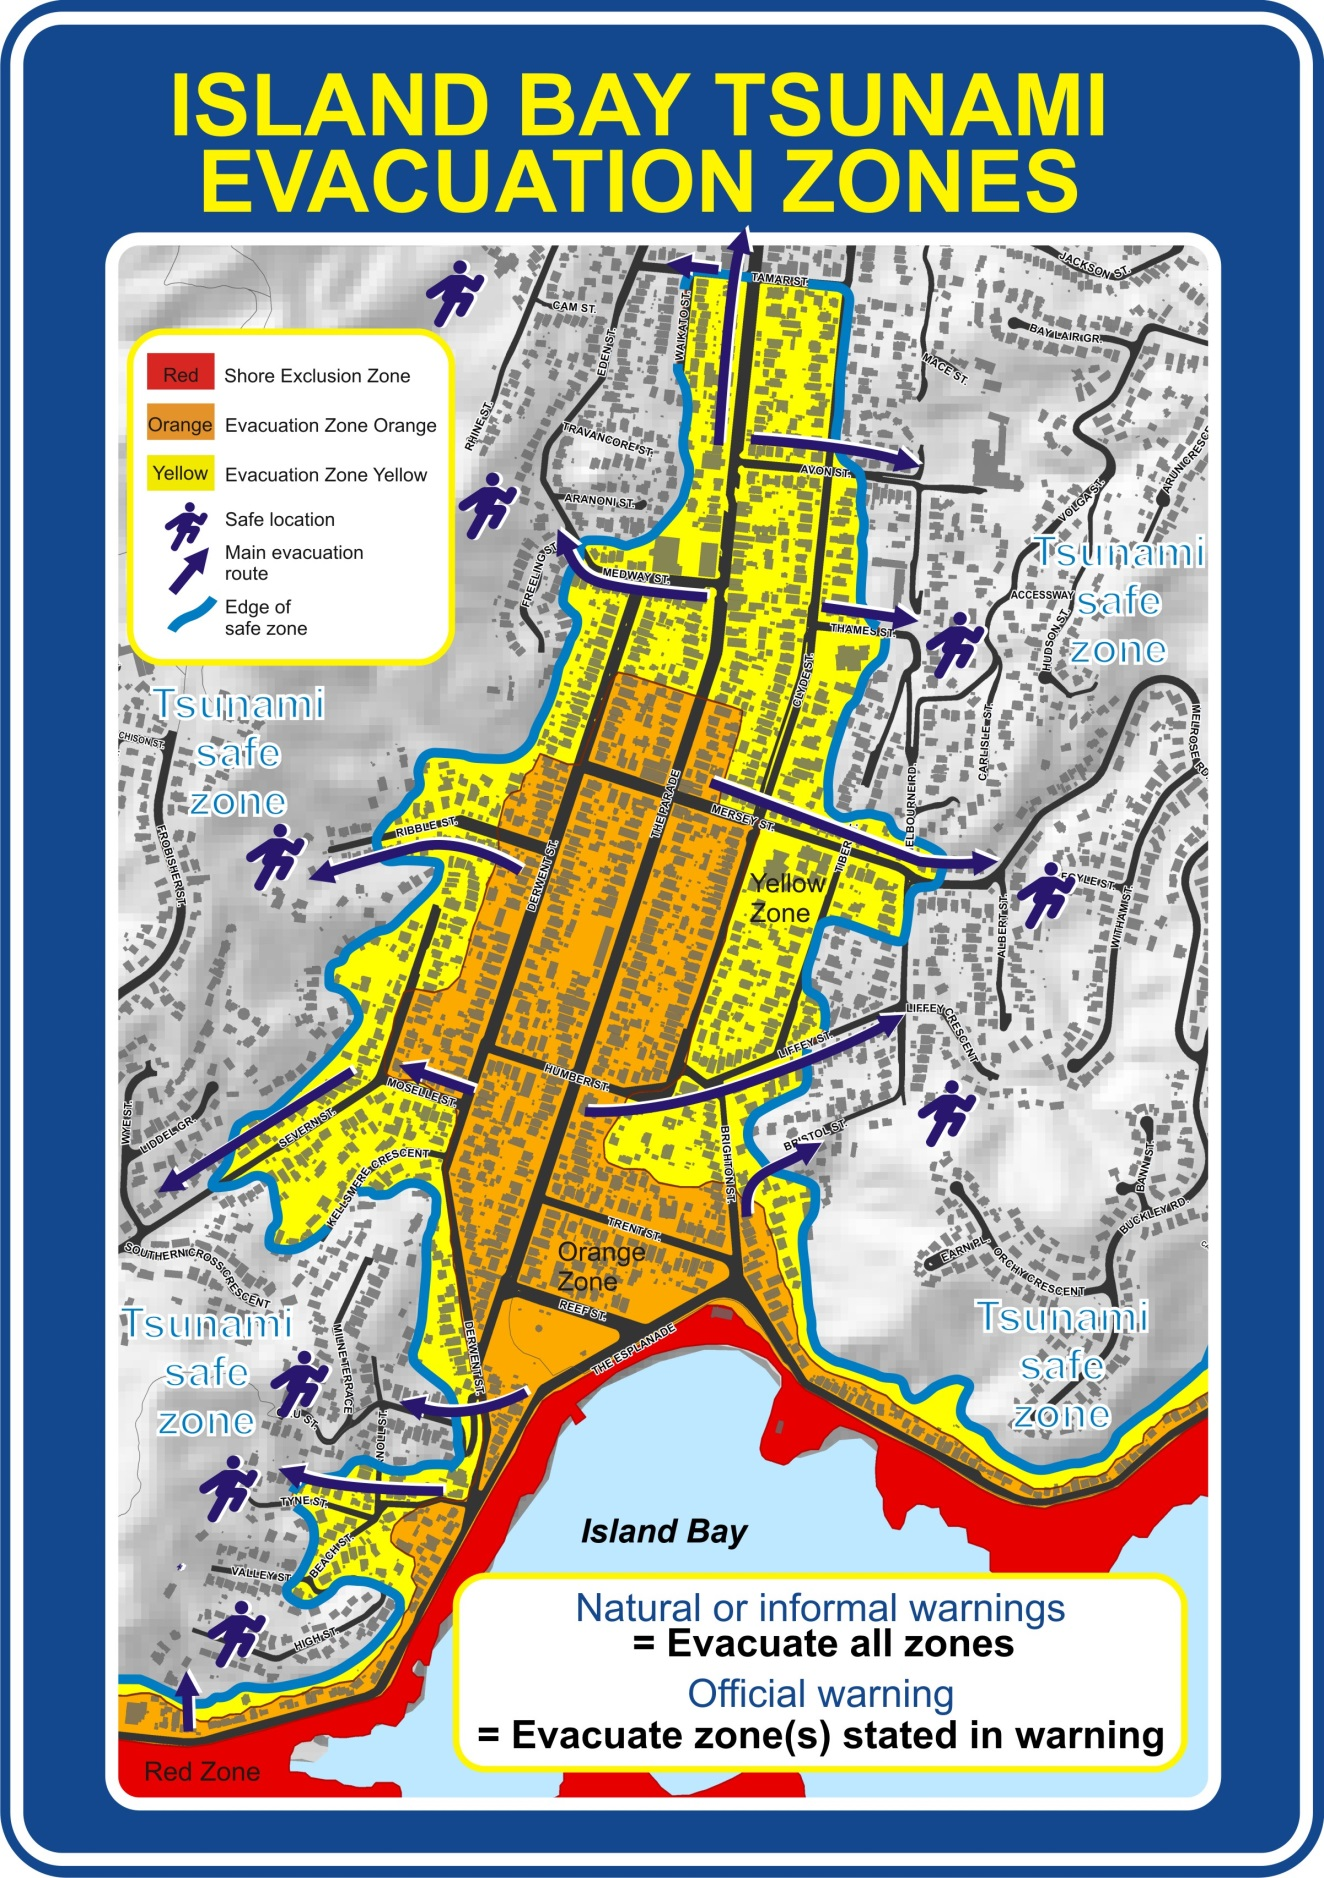 ISLAND BAY TSUNAMI
EVACUATION ZONES
Red Shore Exclusion Zone
Orange Evacuation Zone Orange
Yellow Evacuation Zone Yellow
Safe location
Main evacuation
route
Edge of
safe zone
TAMAR ST.
JACKSON ST.
CAM ST.
WAIKATO ST.
EDEN ST.
BAY LAIR GR.
MACE ST.
RHINE ST.
TRAVANCORE ST.
AVON ST.
ARANONI ST.
VOLGA ST.
FREELING ST.
MEDWAY ST.
Tsunami
safe
zone
ACCESSWAY
HUDSON ST.
THAMES ST.
CLYDE ST.
CARLISLE ST.
MELROSE RD.
Tsunami
safe
zone
CHISON ST.
FROBISHER ST.
RIBBLE ST.
DERWENT ST.
THE PARADE
MERSEY ST.
TIBER
ELBOURNE RD.
Yellow
Zone
ALBERT ST.
WITHAM ST.
LIFFEY CRESCENT
LIFFEY ST.
HUMBER ST.
MOSELLE ST.
SEVERN ST.
WYE ST.
LIDDEL GR.
KELLSMERE CRESCENT
BRIGHTON ST.
BRISTOL ST.
BANN ST.
BUCKLEY RD.
EARN PL.
ORCHY CRESCENT
SOUTHERN CROSS CRESCENT
TRENT ST.
Orange
Zone
REEF ST.
THE ESPLANADE
DERWENT ST.
Tsunami
safe
zone
Tsunami
safe
zone
MILNE TERRACE
TYNE ST.
BEACH ST.
VALLEY ST.
HIGH ST.
Island Bay
Natural or informal warnings
= Evacuate all zones
Official warning
= Evacuate zone(s) stated in warning
Red Zone